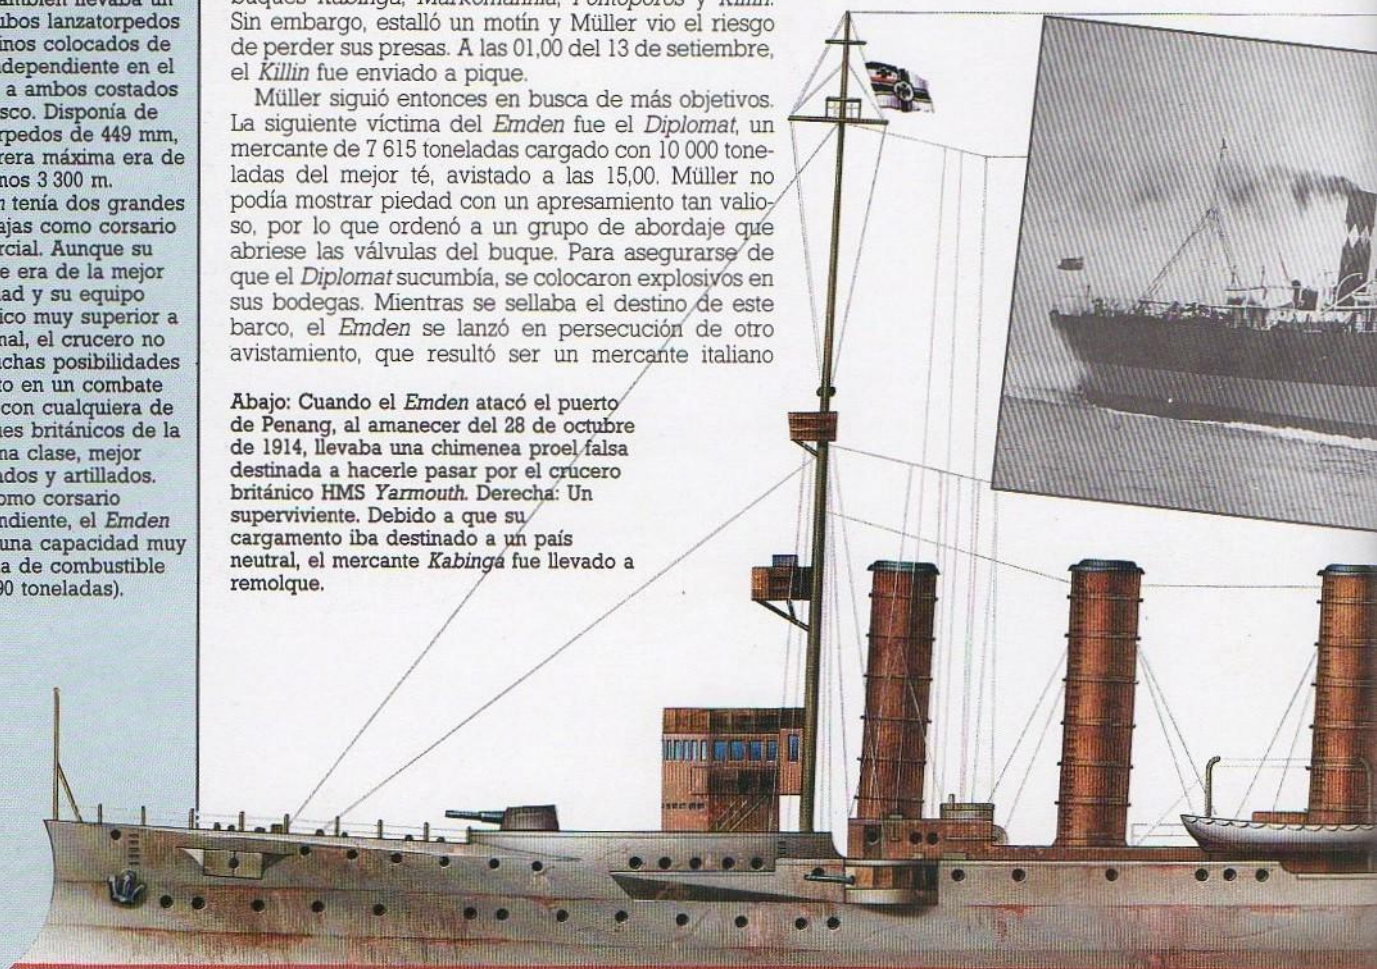 también llevaba un
ubos lanzatorpedos
inos colocados de
dependiente en el
a ambos costados
sco. Disponía de
rpedos de 449 mm,
rera máxima era de
nos 3 300 m.
n tenía dos grandes
ajas como corsario
rcial. Aunque su
e era de la mejor
ad y su equipo
ico muy superior a
nal, el crucero no
uchas posibilidades
to en un combate
con cualquiera de
es británicos de la
na clase, mejor
ados y artillados.
omo corsario
ndiente, el Emden
una capacidad muy
a de combustible
90 toneladas).
buques Kabinga, Markomannia, Pontoporos y Killin.
Sin embargo, estalló un motín y Müller vio el riesgo
de perder sus presas. A las 01,00 del 13 de setiembre,
el Killin fue enviado a pique.
Müller siguió entonces en busca de más objetivos.
La siguiente víctima del Emden fue el Diplomat, un
mercante de 7 615 toneladas cargado con 10 000 tone-
ladas del mejor té, avistado a las 15,00. Müller no
podía mostrar piedad con un apresamiento tan valio-
so, por lo que ordenó a un grupo de abordaje que
abriese las válvulas del buque. Para asegurarse de
que el Diplomat sucumbía, se colocaron explosivos en
sus bodegas. Mientras se sellaba el destino de este
barco, el Emden se lanzó en persecución de otro
avistamiento, que resultó ser un mercante italiano
Abajo: Cuando el Emden atacó el puerto
de Penang, al amanecer del 28 de octubre
de 1914, llevaba una chimenea proel falsa
destinada a hacerle pasar por el crucero
británico HMS Yarmouth. Derecha: Un
superviviente. Debido a que su
cargamento iba destinado a un país
neutral, el mercante Kabinga fue llevado a
remolque.